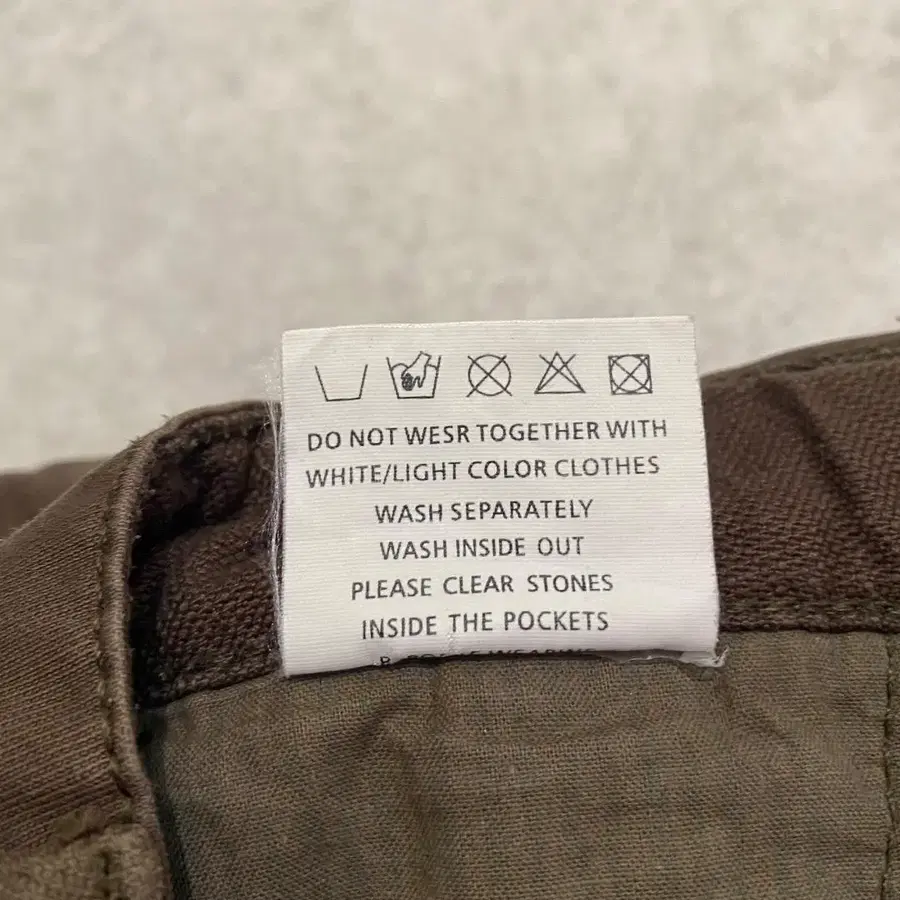 DO NOT WESR TOGETHER WITH
WHITE/LIGHT COLOR CLOTHES
WASH SEPARATELY
WASH INSIDE OUT
PLEASE CLEAR STONES
INSIDE THE POCKETS